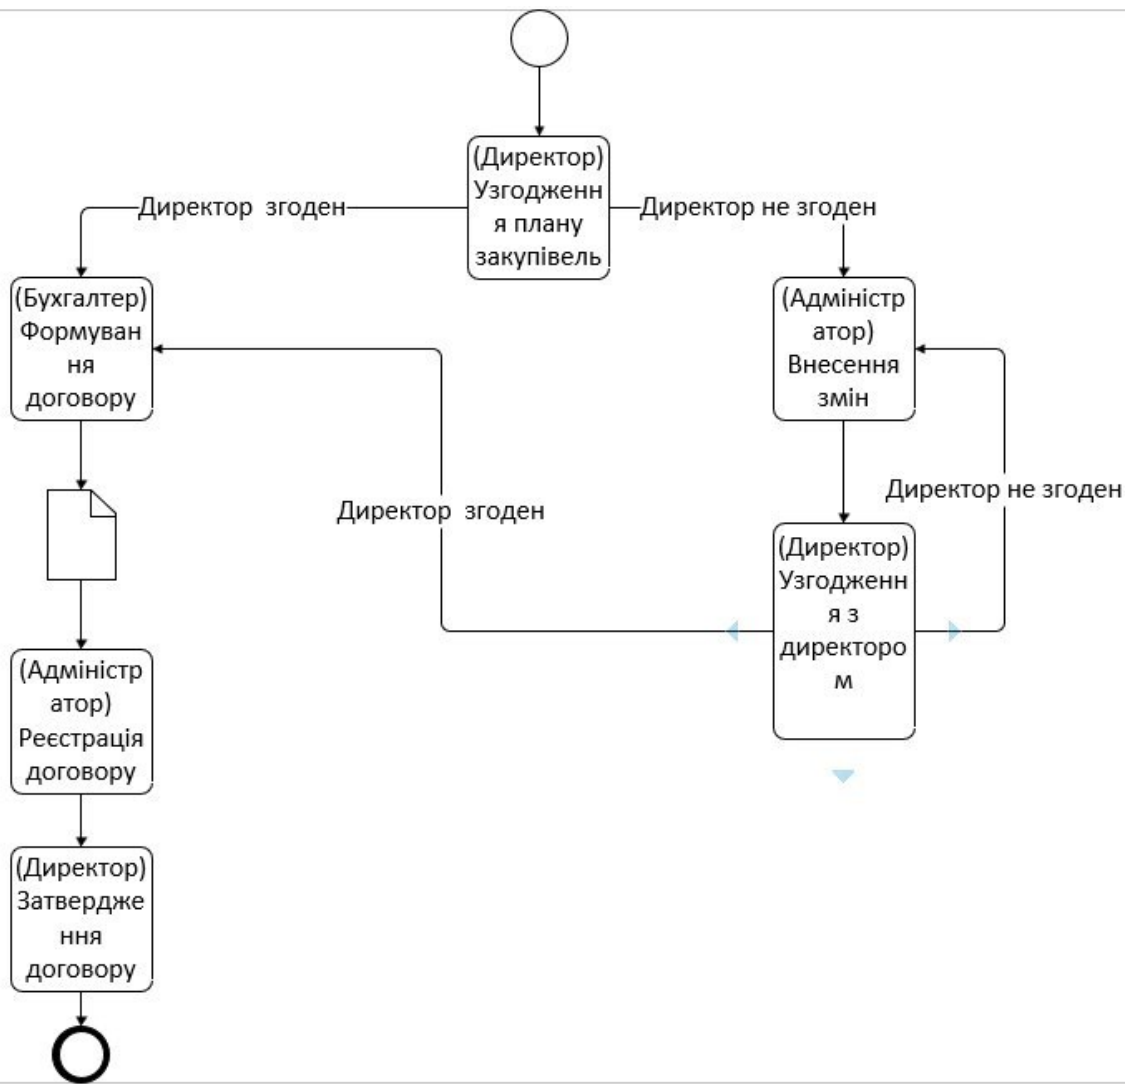 (Директор)
Узгодженн
я плану
закупівель
Директор  згоден
Директор не згоден
(Бухгалтер)
Формуван
ня
договору
(Адміністр
атор)
Внесення
змін
Директор  згоден
Директор не згоден
(Директор)
Узгодженн
я з
директоро
м
(Адміністр
атор)
Реєстрація
договору
(Директор)
Затвердже
ння
договору